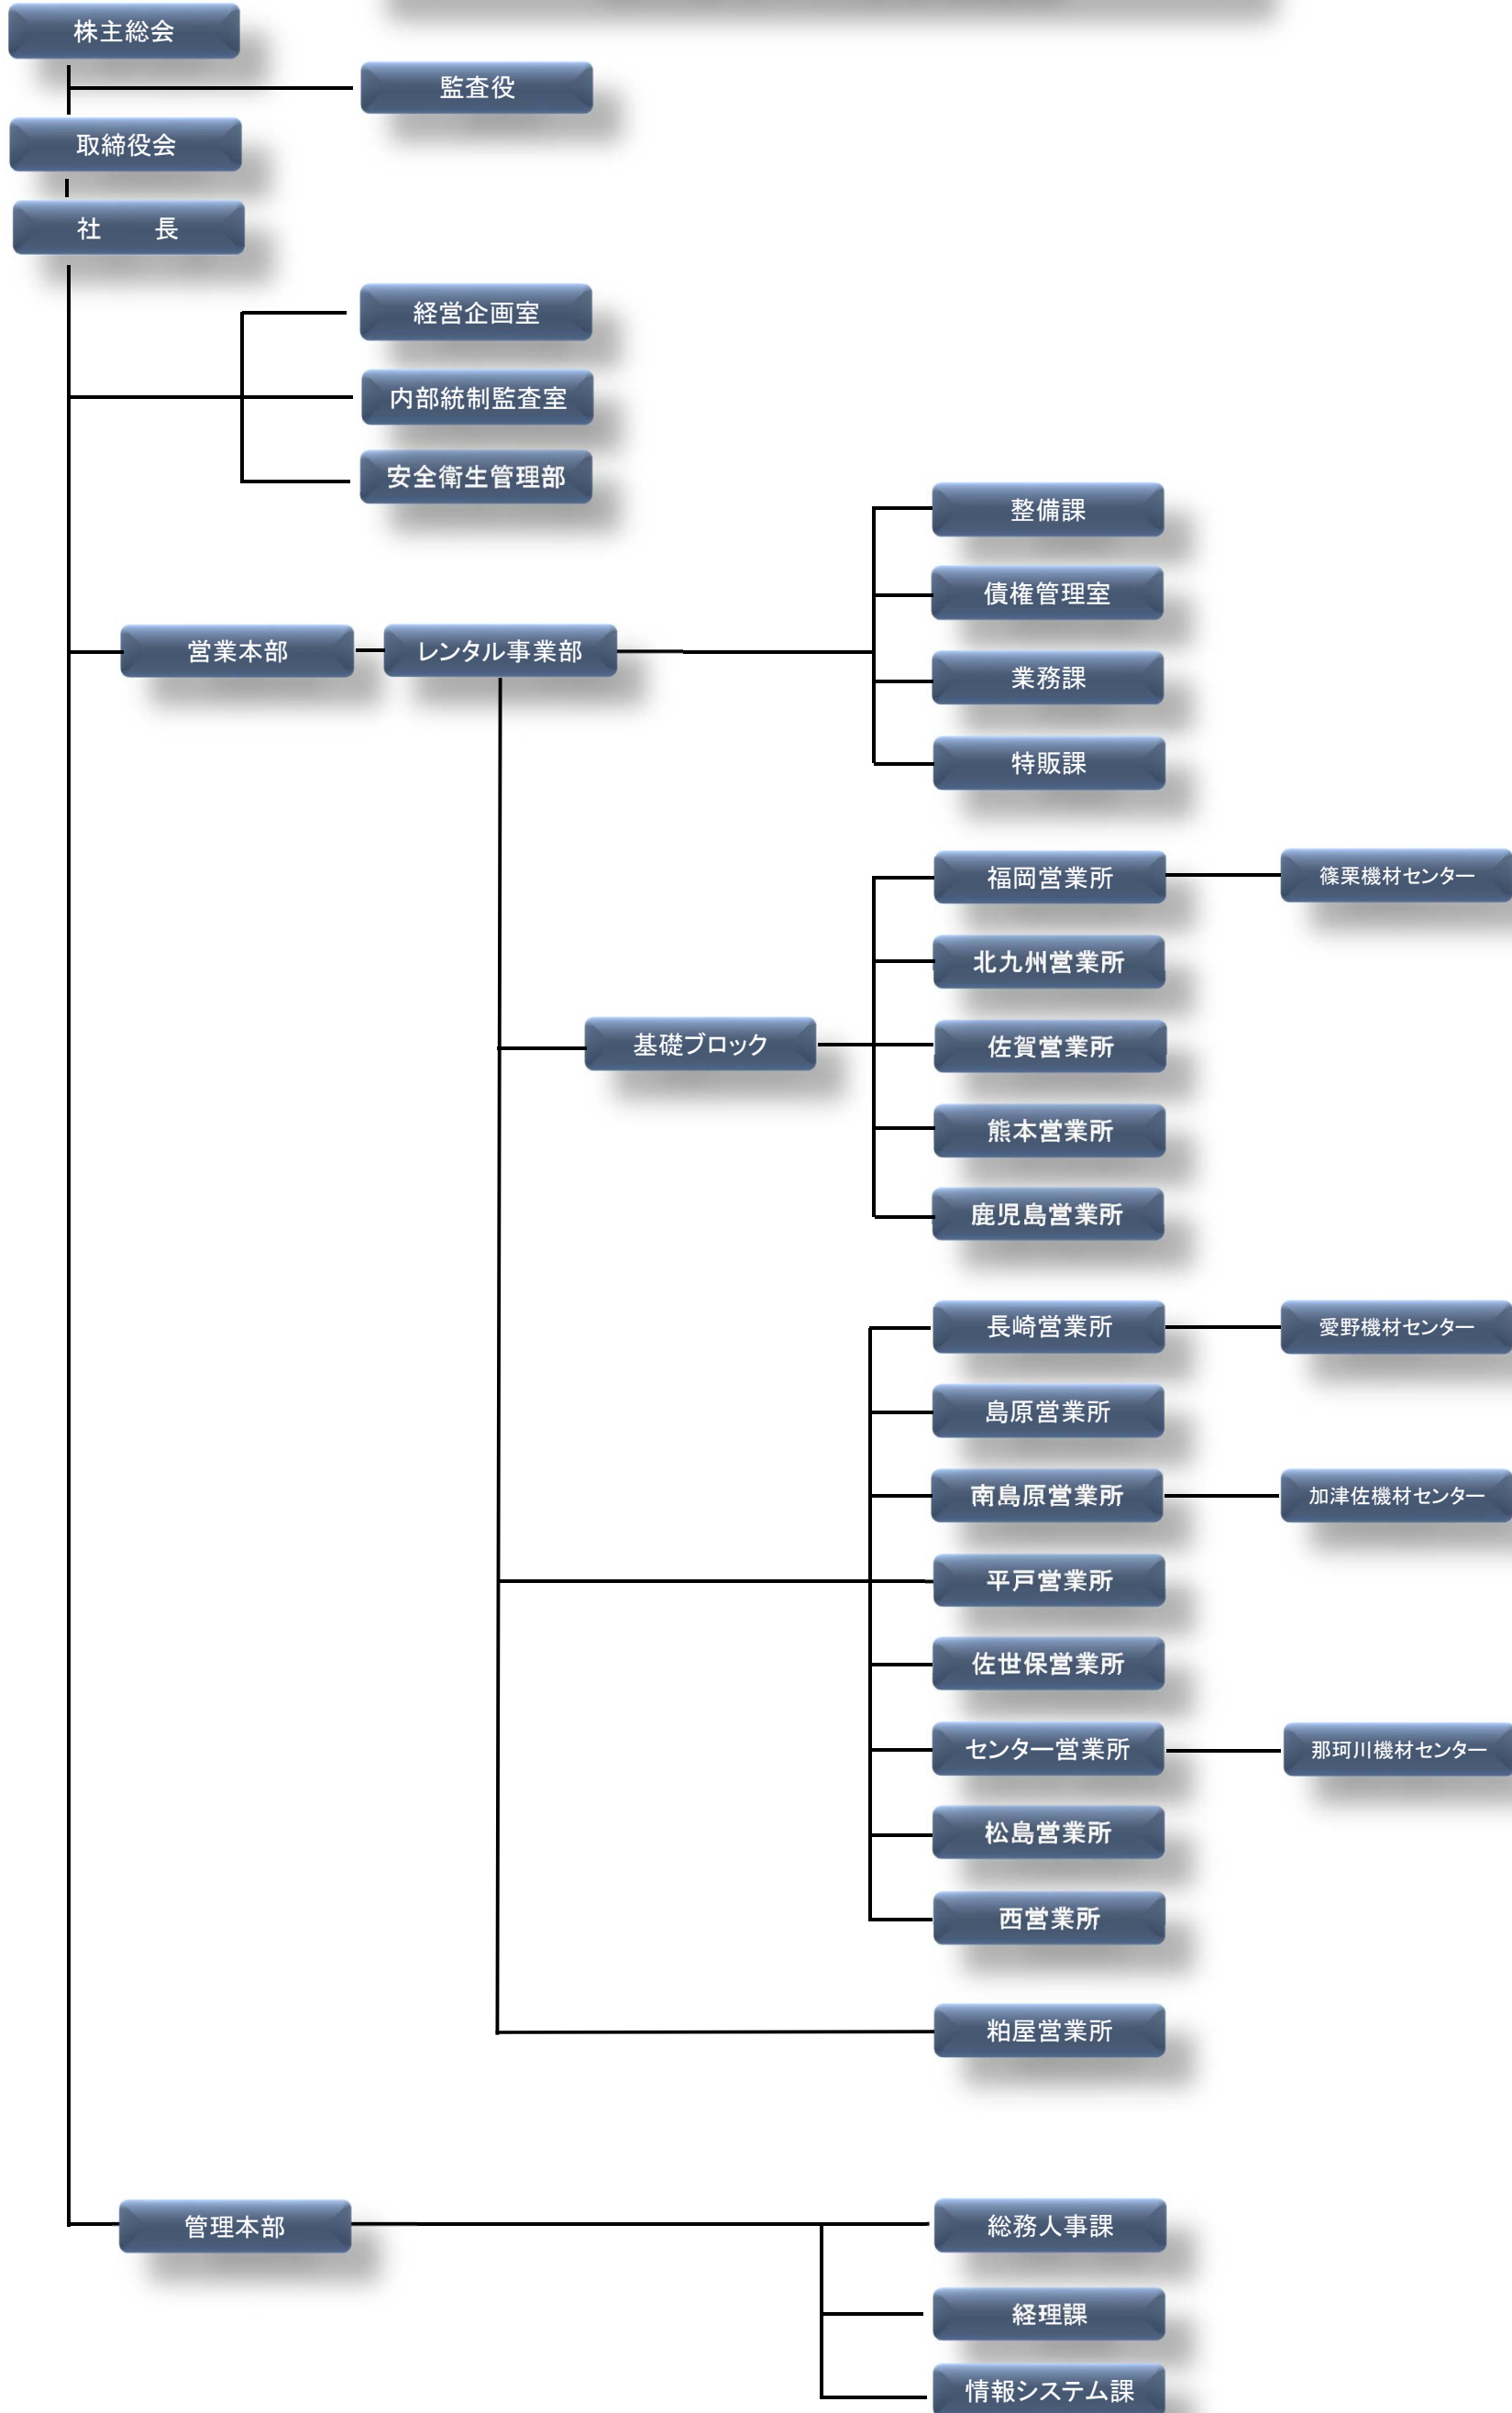 株主総会
監査役
取締役会
社　　長
経営企画室
内部統制監査室
安全衛生管理部
整備課
債権管理室
営業本部
レンタル事業部
業務課
特販課
福岡営業所
篠栗機材センター
北九州営業所
基礎ブロック
佐賀営業所
熊本営業所
鹿児島営業所
長崎営業所
愛野機材センター
島原営業所
南島原営業所
加津佐機材センター
平戸営業所
佐世保営業所
センター営業所
那珂川機材センター
松島営業所
西営業所
粕屋営業所
管理本部
総務人事課
経理課
情報システム課